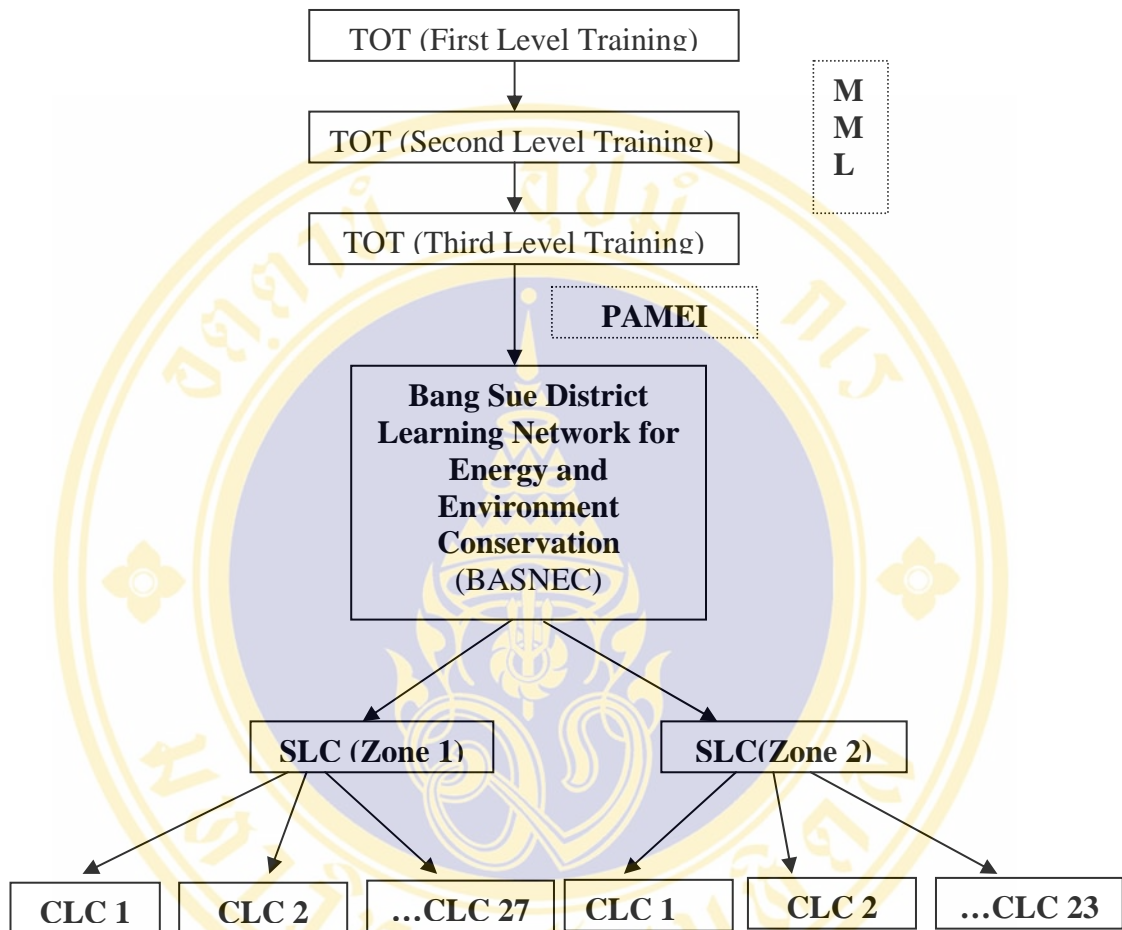 TOT (First Level Training)
M
M
L
TOT (Second Level Training)
TOT (Third Level Training)
PAMEI
Bang Sue District
Learning Network for
Energy and
Environment
Conservation
(BASNEC)
SLC (Zone 1)
SLC(Zone 2)
CLC 1
CLC 2
...CLC 27
CLC 1
CLC 2
...CLC 23